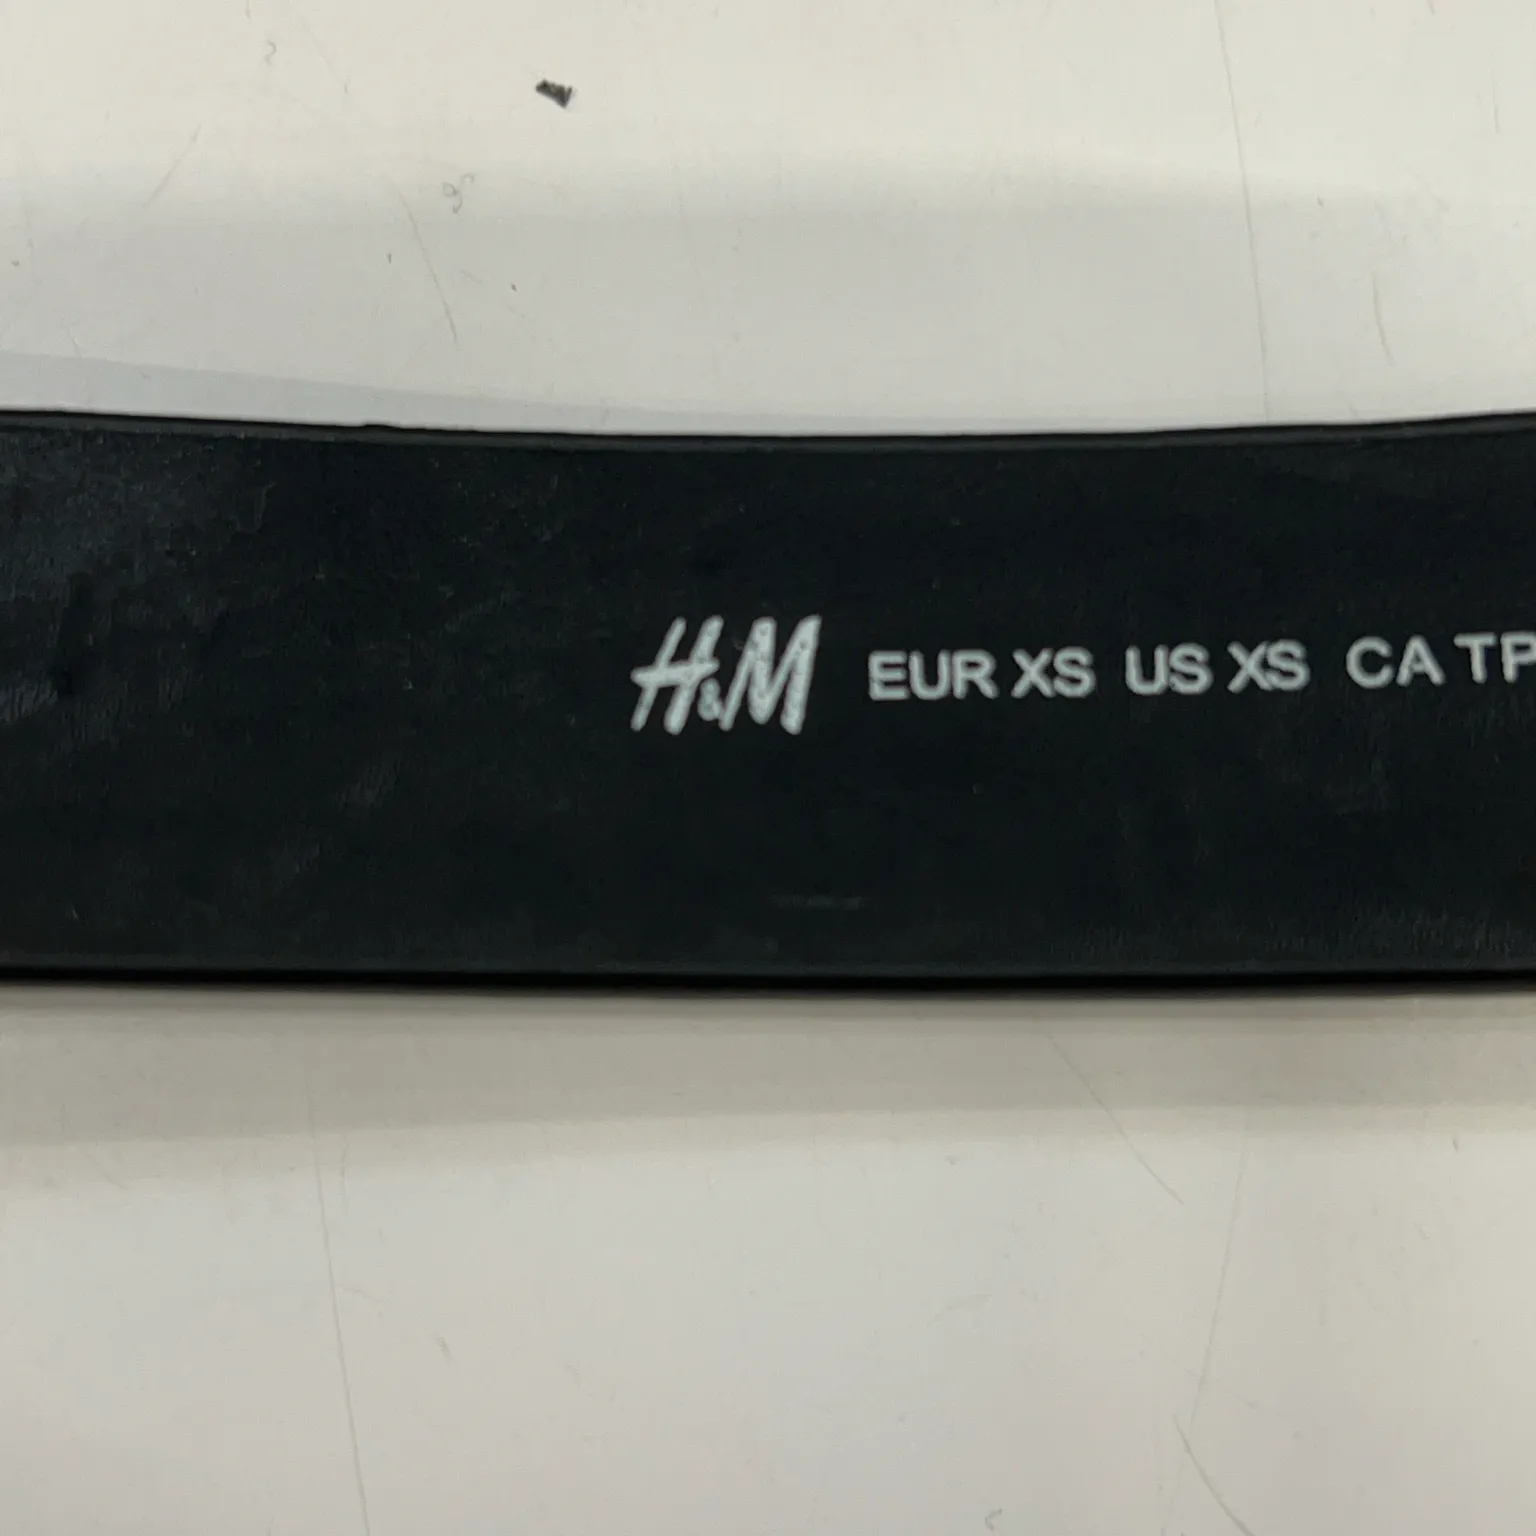 H&M EUR XS US XS CA TP